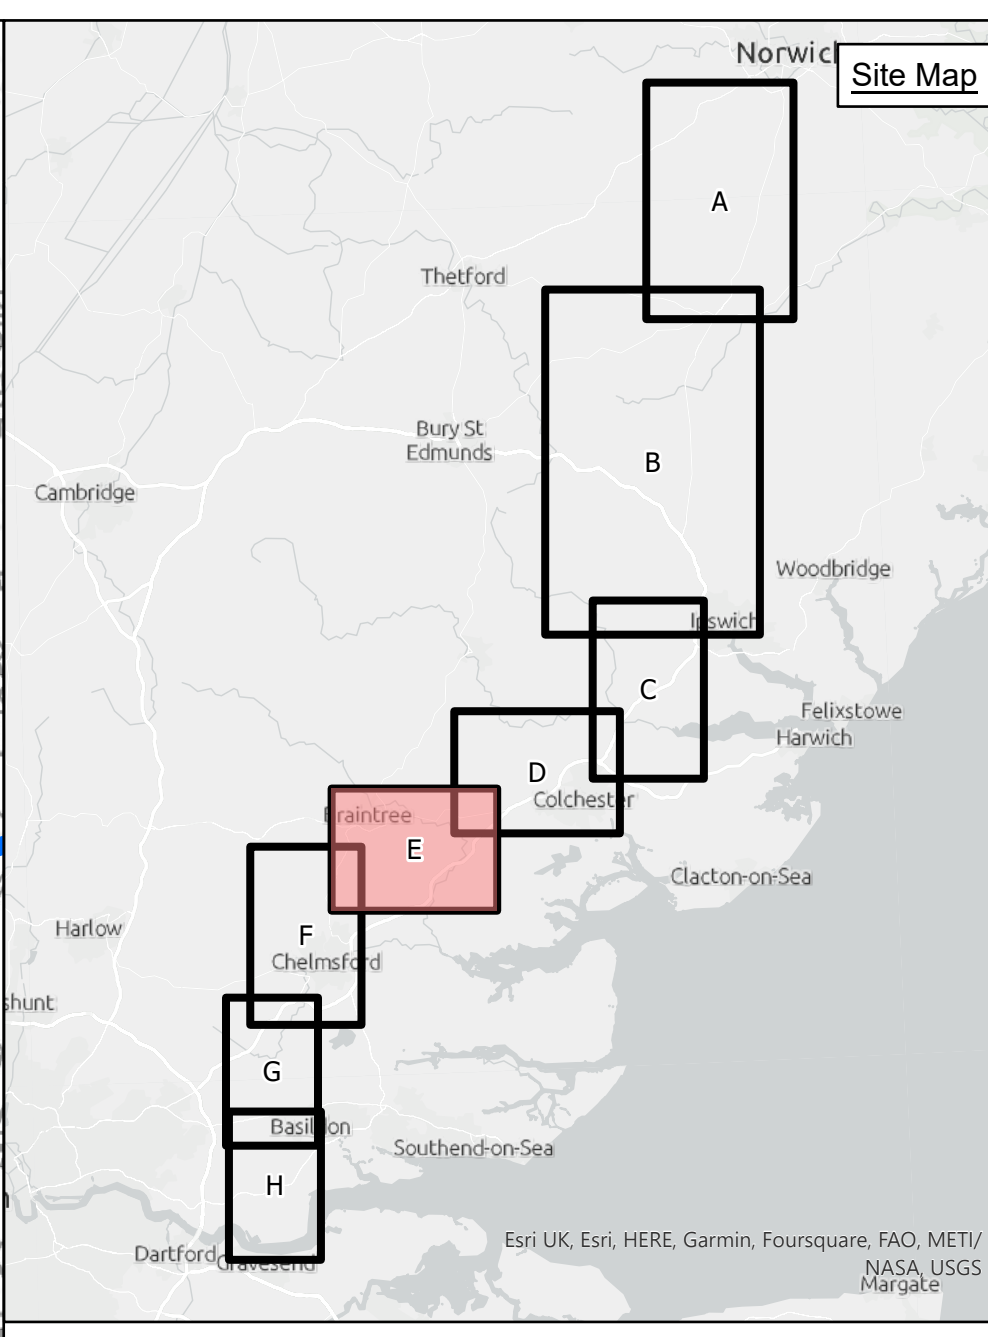 Norwich
Site Map
A
Thetford
Bury St
Edmunds
B
Cambridge
Woodbridge
Ipswich
C
Felixstowe
Harwich
D
Colchester
Braintree
E
Clacton-on-Sea
Harlow
F
Chelmsford
shunt
G
Basildon
Southend-on-Sea
H
Dartford
Gravesend
Esri UK, Esri, HERE, Garmin, Foursquare, FAO, METI/
NASA, USGS
Margate